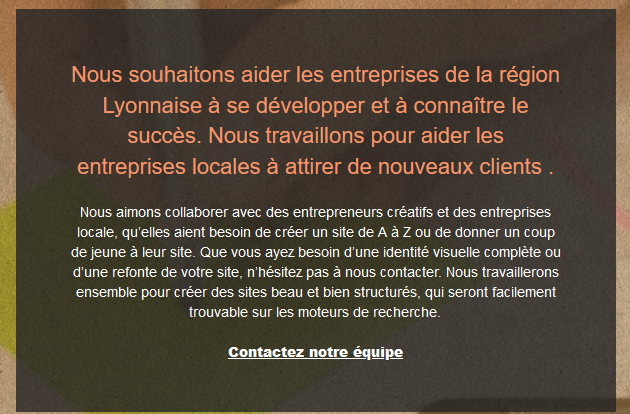 Nous souhaitons aider les entreprises de la région
Lyonnaise à se développer et à connaître le
succès. Nous travaillons pour aider les
entreprises locales à attirer de nouveaux clients .
Nous aimons collaborer avec des entrepreneurs créatifs et des entreprises
locale, qu’elles aient besoin de créer un site de A à Z ou de donner un coup
de jeune à leur site. Que vous ayez besoin d’une identité visuelle complète ou
d’une refonte de votre site, n’hésitez pas à nous contacter. Nous travaillerons
ensemble pour créer des sites beau et bien structurés, qui seront facilement
trouvable sur les moteurs de recherche.
Contactez notre équipe